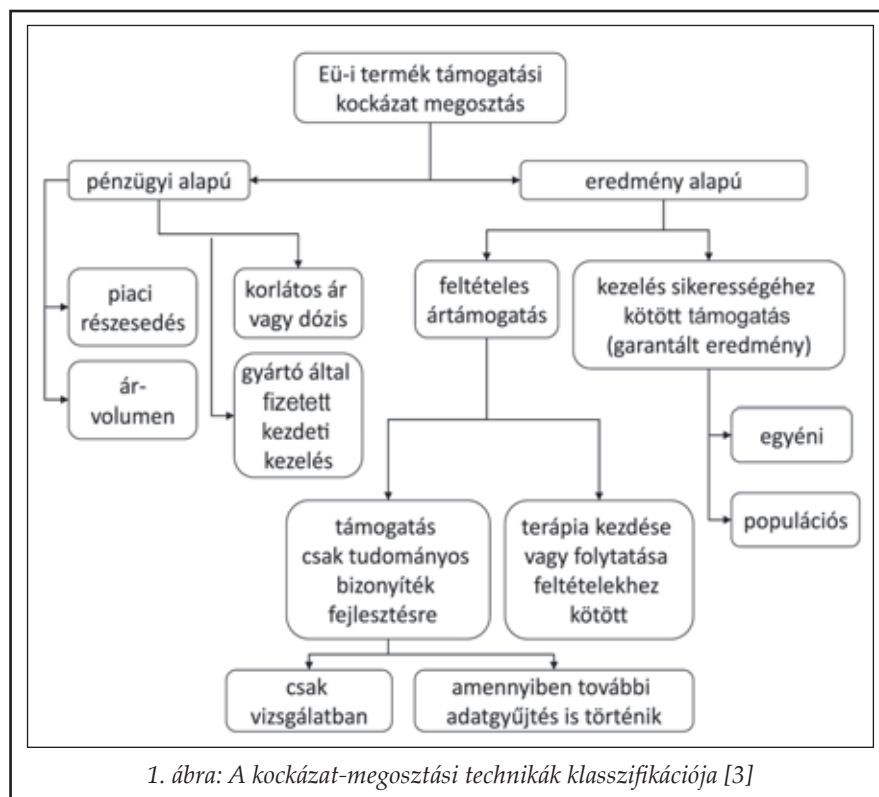 Eü-i termék támogatási
kockázat megosztás
pénzügyi alapú
eredmény alapú
piaci
részesedés
korlátos ár
vagy dózis
feltételes
ártámogatás
kezelés sikerességéhez
kötött támogatás
(garantált eredmény)
ár-
volumen
gyártó által
fizetett
kezdeti
kezelés
egyéni
populációs
támogatás
csak tudományos
bizonyíték
fejlesztésre
terápia kezdése
vagy folytatása
feltételekhez
kötött
csak
vizsgálatban
amennyiben további
adatgyűjtés is történik
1. ábra: A kockázat-megosztási technikák klasszifikációja [3]